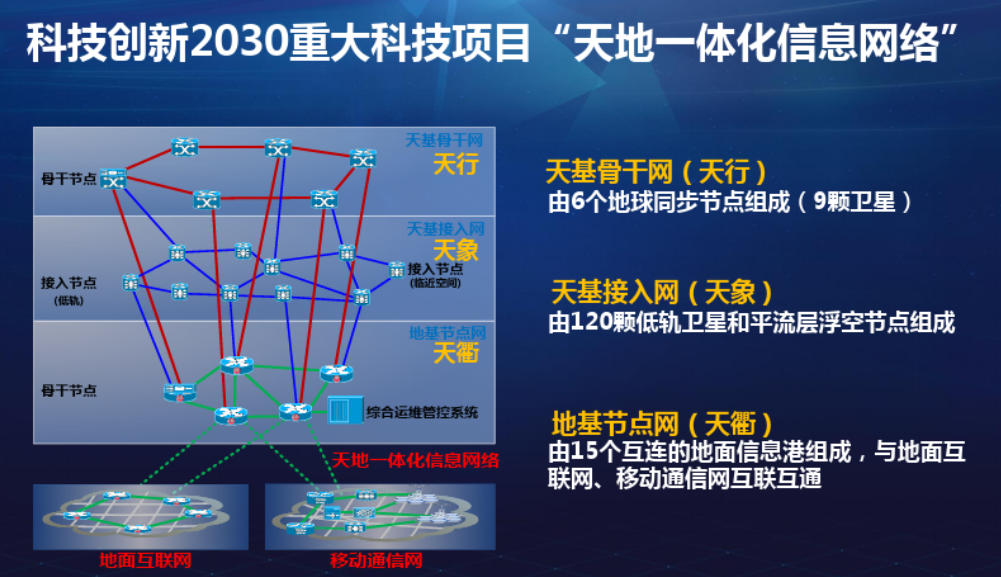 科技创新2030重大科技项目“天地一体化信息网络”
天基骨干网
天行
骨干节点
天基接入网
天象
接入节点
(低轨)
接入节点
(临近空间)
地基节点网
天衢
骨干节点
综合运维管控系统
天地一体化信息网络
地面互联网
移动通信网
天基骨干网（天行）
由6个地球同步节点组成（9颗卫星）
天基接入网（天象）
由120颗低轨卫星和平流层浮空节点组成
地基节点网（天衢）
由15个互连的地面信息港组成，与地面互
联网、移动通信网互联互通